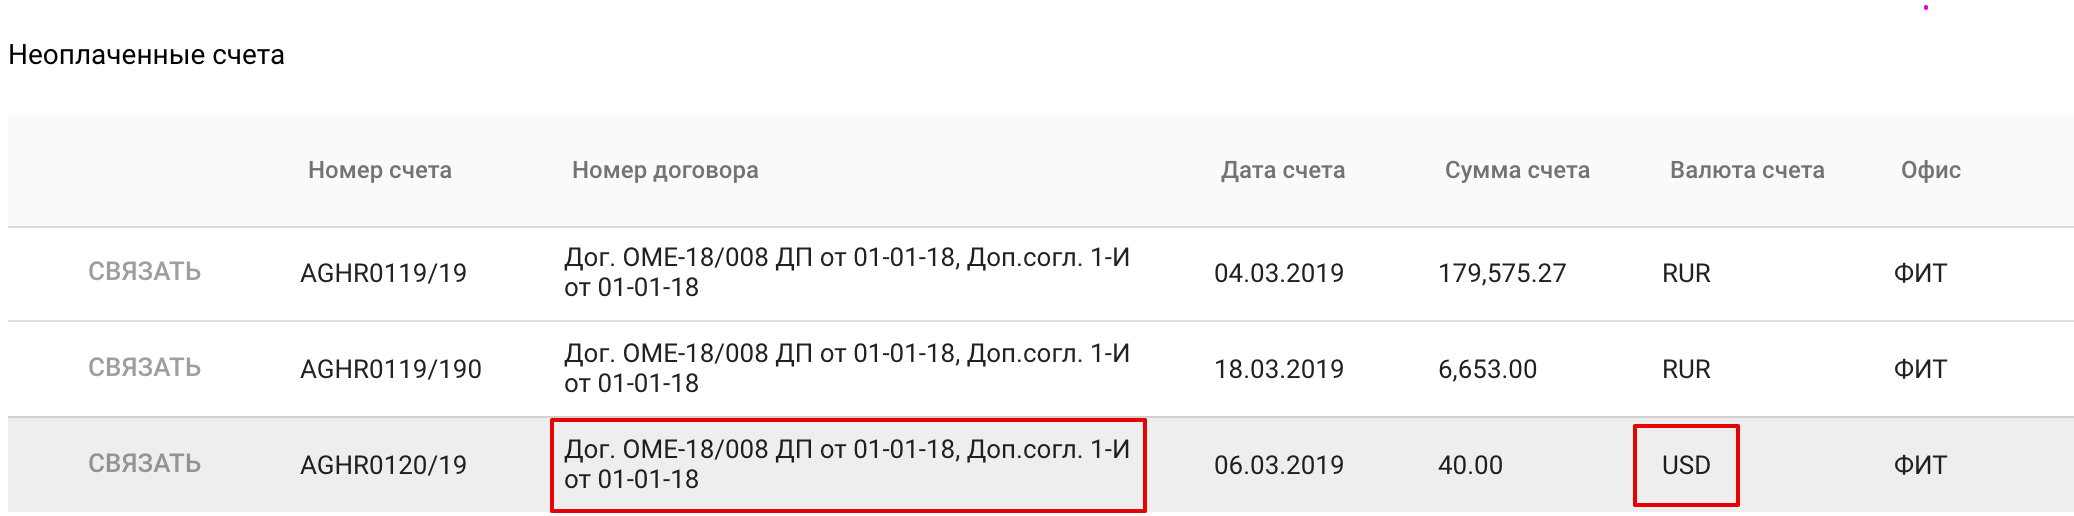 Неоплаченные счета
Номер счета Номер договора Дата счета Сумма счета Валюта счета Офис
СВЯЗАТЬ AGHR0119/19 Дог. OME-18/008 ДП от 01-01-18, Доп.согл. 1-И 04.03.2019 179,575.27 RUR ФИТ
от 01-01-18
СВЯЗАТЬ AGHR0119/190 Дог. OME-18/008 ДП от 01-01-18, Доп.согл. 1-И 18.03.2019 6,653.00 RUR ФИТ
от 01-01-18
СВЯЗАТЬ AGHR0120/19 Дог. OME-18/008 ДП от 01-01-18, Доп.согл. 1-И 06.03.2019 40.00 USD ФИТ
от 01-01-18